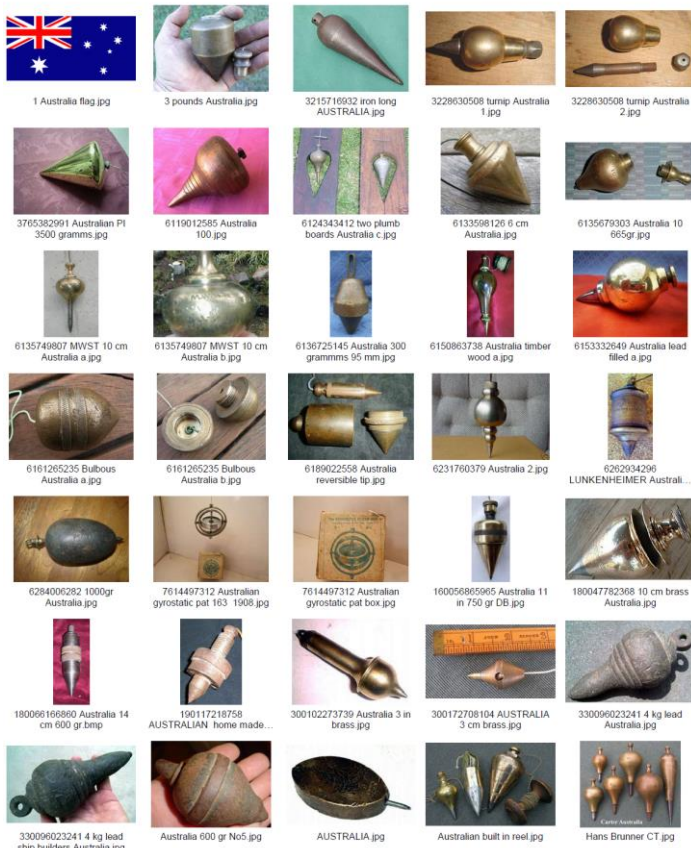 1 Australia flag.jpg
3 pounds Australia.jpg
3215716932 iron long
AUSTRALIA.jpg
3228630508 turnip Australia
1.jpg
3228630508 turnip Australia
2.jpg
3765382991 Australian Pl
3500 gramms.jpg
6119012585 Australia
100.jpg
6124343412 two plumb
boards Australia c.jpg
6133598126 6 cm
Australia.jpg
6135679303 Australia 10
665gr.jpg
6135749807 MWST 10 cm
Australia a.jpg
6135749807 MWST 10 cm
Australia b.jpg
6136725145 Australia 300
grammms 95 mm.jpg
6150863738 Australia timber
wood a.jpg
6153332649 Australia lead
filled a.jpg
6161265235 Bulbous
Australia a.jpg
6161265235 Bulbous
Australia b.jpg
6189022558 Australia
reversible tip.jpg
6231760379 Australia 2.jpg
6262934296
LUNKENHEIMER Australi...
6284006282 1000gr
Australia.jpg
7614497312 Australian
gyrostatic pat 163 1908.jpg
7614497312 Australian
gyrostatic pat box.jpg
160056865965 Australia 11
in 750 gr DB.jpg
180047782368 10 cm brass
Australia.jpg
180066166860 Australia 14
cm 600 gr.bmp
190117218758
AUSTRALIAN home made...
300102273739 Australia 3 in
brass.jpg
300172708104 AUSTRALIA
3 cm brass.jpg
330096023241 4 kg lead
Australia.jpg
330096023241 4 kg lead
ship builders Australia.jpg
Australia 600 gr No5.jpg
AUSTRALIA.jpg
Australian built in reel.jpg
Carter Australia
Hans Brunner CT.jpg